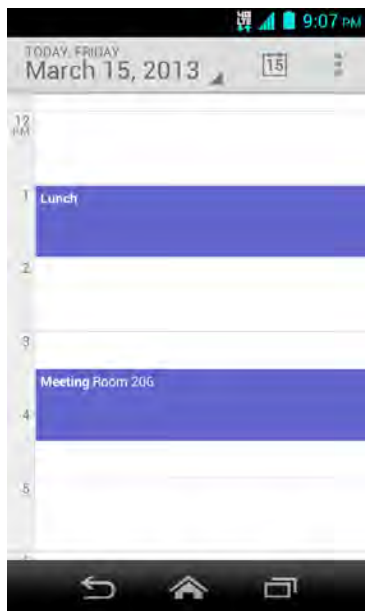 9:07 PM
TODAY, FRIDAY
March 15, 2013
15
12
PM
1
Lunch
2
3
Meeting Room 206
4
5